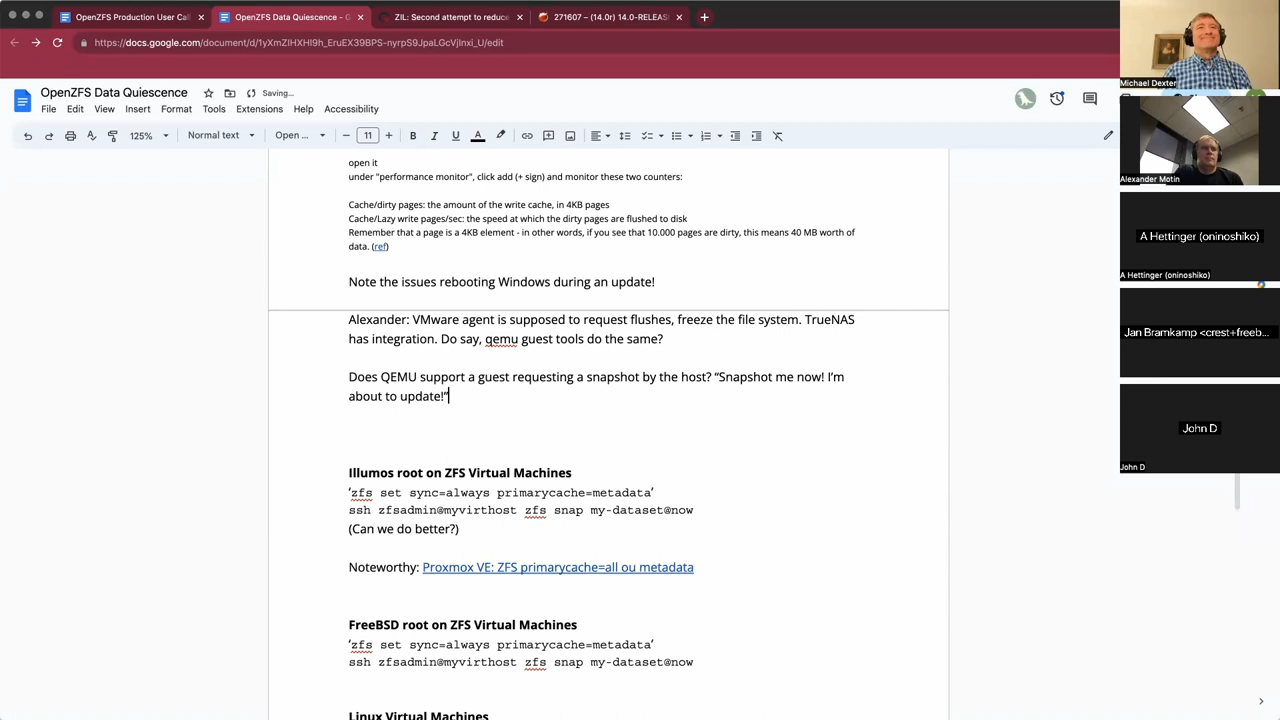 OpenZFS Production User Cal
OpenZFS Data Quiescence - G
ZIL: Second attempt to reduce
271607 – (14.0r) 14.0-RELEAS
https://docs.google.com/document/d/1yXmZIHXHl9h_EruEX39BPS-nyrpS9JpaLGcVjlnxi_U/edit
OpenZFS Data Quiescence
Saving...
File Edit View Insert Format Tools Extensions Help Accessibility
125% Normal text Open ... 11 B I U A
open it
under "performance monitor", click add (+ sign) and monitor these two counters:
Cache/dirty pages: the amount of the write cache, in 4KB pages
Cache/Lazy write pages/sec: the speed at which the dirty pages are flushed to disk
Remember that a page is a 4KB element - in other words, if you see that 10.000 pages are dirty, this means 40 MB worth of
data. (ref)
Note the issues rebooting Windows during an update!
Alexander: VMware agent is supposed to request flushes, freeze the file system. TrueNAS
has integration. Do say, qemu guest tools do the same?
Does QEMU support a guest requesting a snapshot by the host? “Snapshot me now! I’m
about to update!”
Illumos root on ZFS Virtual Machines
‘zfs set sync=always primarycache=metadata’
ssh zfsadmin@myvirthost zfs snap my-dataset@now
(Can we do better?)
Noteworthy: Proxmox VE: ZFS primarycache=all ou metadata
FreeBSD root on ZFS Virtual Machines
‘zfs set sync=always primarycache=metadata’
ssh zfsadmin@myvirthost zfs snap my-dataset@now
Linux Virtual Machines
Michael Dexter
Alexander Motin
A Hettinger (oninoshiko)
A Hettinger (oninoshiko)
Jan Bramkamp <crest+freeb...
John D
John D